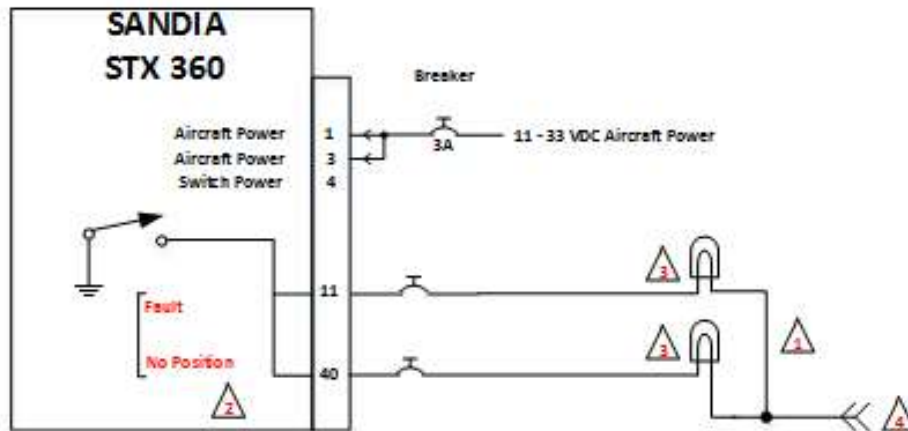 SANDIA
STX 360
Breaker
Aircraft Power 1
3A
11 - 33 VDC Aircraft Power
Aircraft Power 3
Switch Power 4
3
11
Fault
3
1
No Position
40
2
4